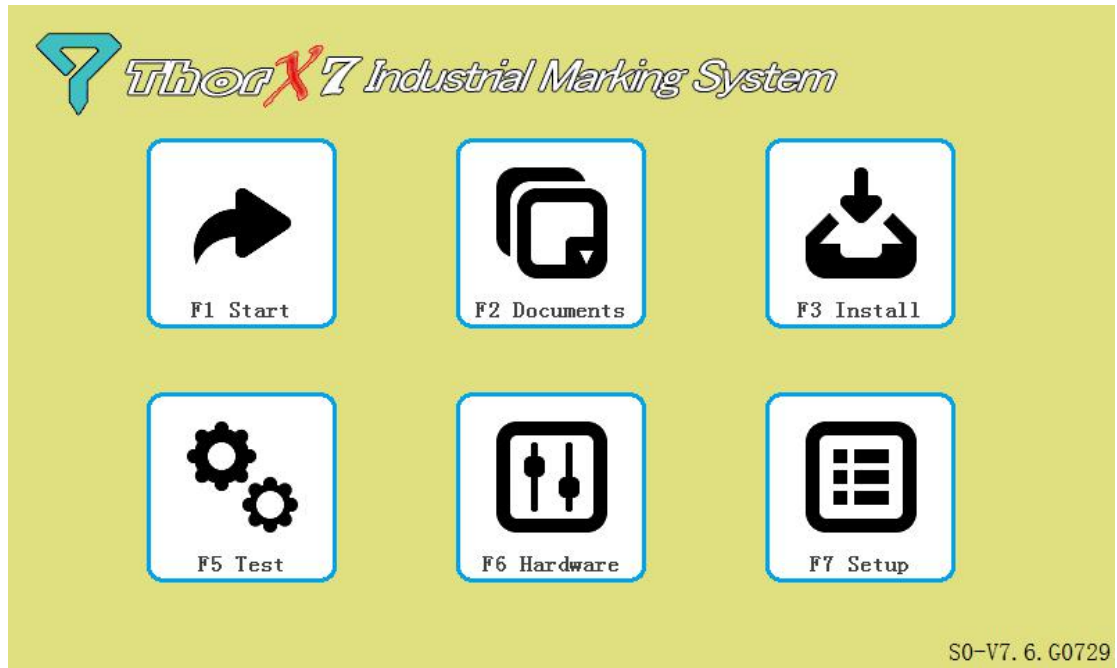 ThorX7 Industrial Marking System
F1 Start
F2 Documents
F3 Install
F5 Test
F6 Hardware
F7 Setup
S0-V7.6.G0729